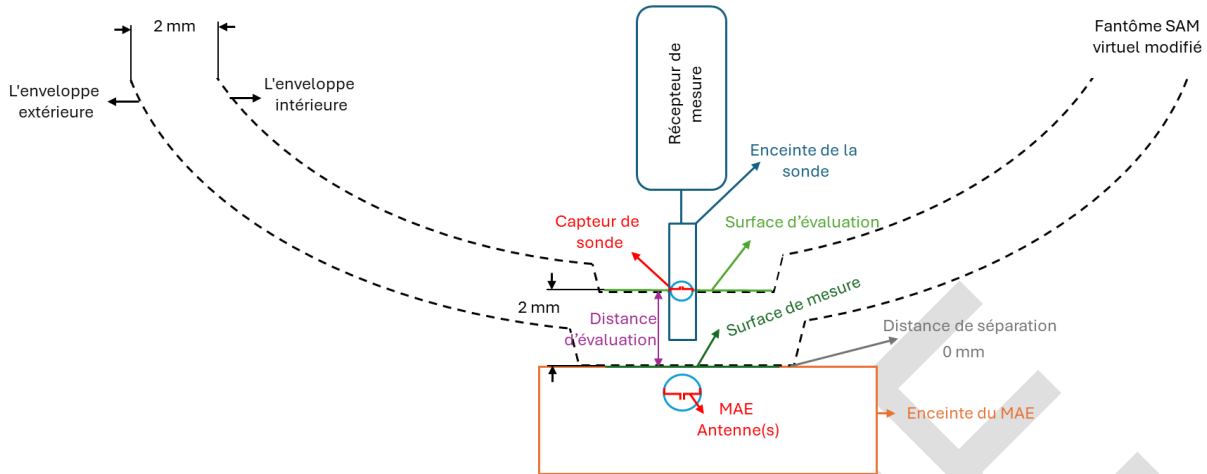 2 mm
Fantôme SAM
virtuel modifié
L'enveloppe
extérieure
L'enveloppe
intérieure
Récepteur de
mesure
Enceinte de la
sonde
Capteur de
sonde
Surface d'évaluation
2 mm
Distance
d'évaluation
Surface de mesure
Distance de séparation
0 mm
MAE
Antenne(s)
Enceinte du MAE